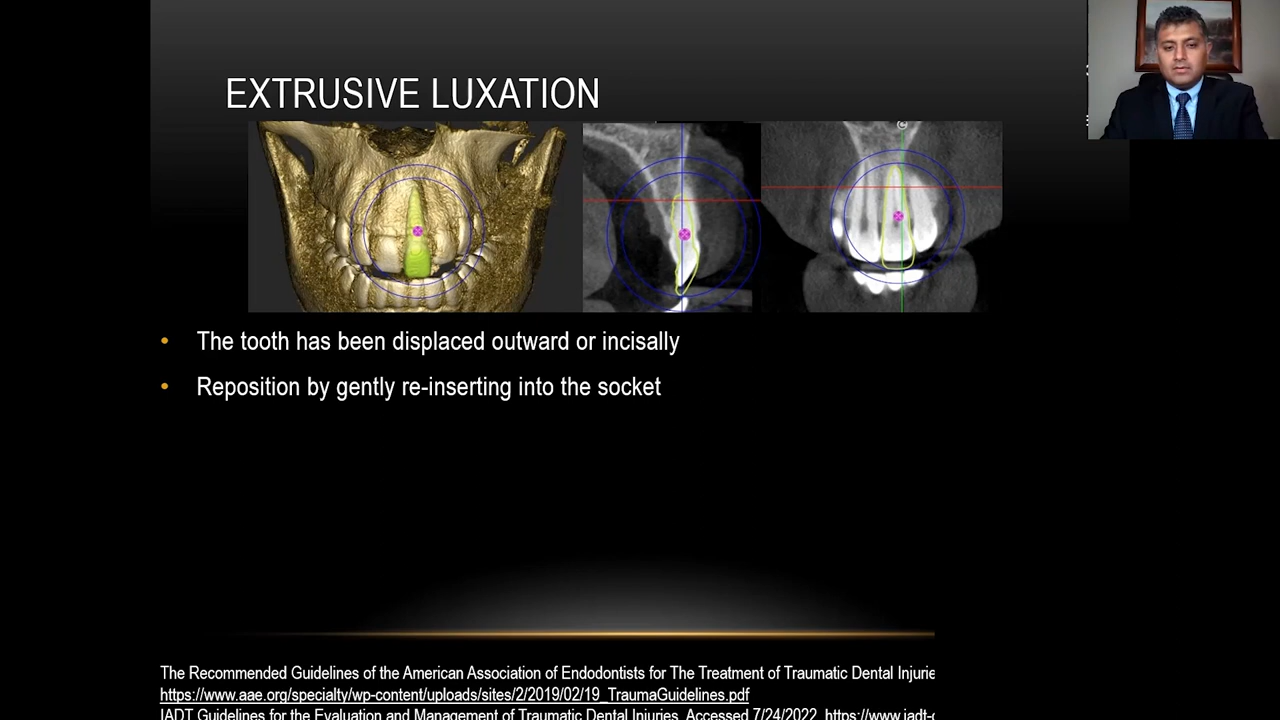 EXTRUSIVE LUXATION
• The tooth has been displaced outward or incisally
• Reposition by gently re-inserting into the socket
The Recommended Guidelines of the American Association of Endodontists for The Treatment of Traumatic Dental Injurie
https://www.aae.org/specialty/wp-content/uploads/sites/2/2019/02/19_TraumaGuidelines.pdf
IADT Guidelines for the Evaluation and Management of Traumatic Dental Injuries. Accessed 7/24/2022. https://www.iadt-